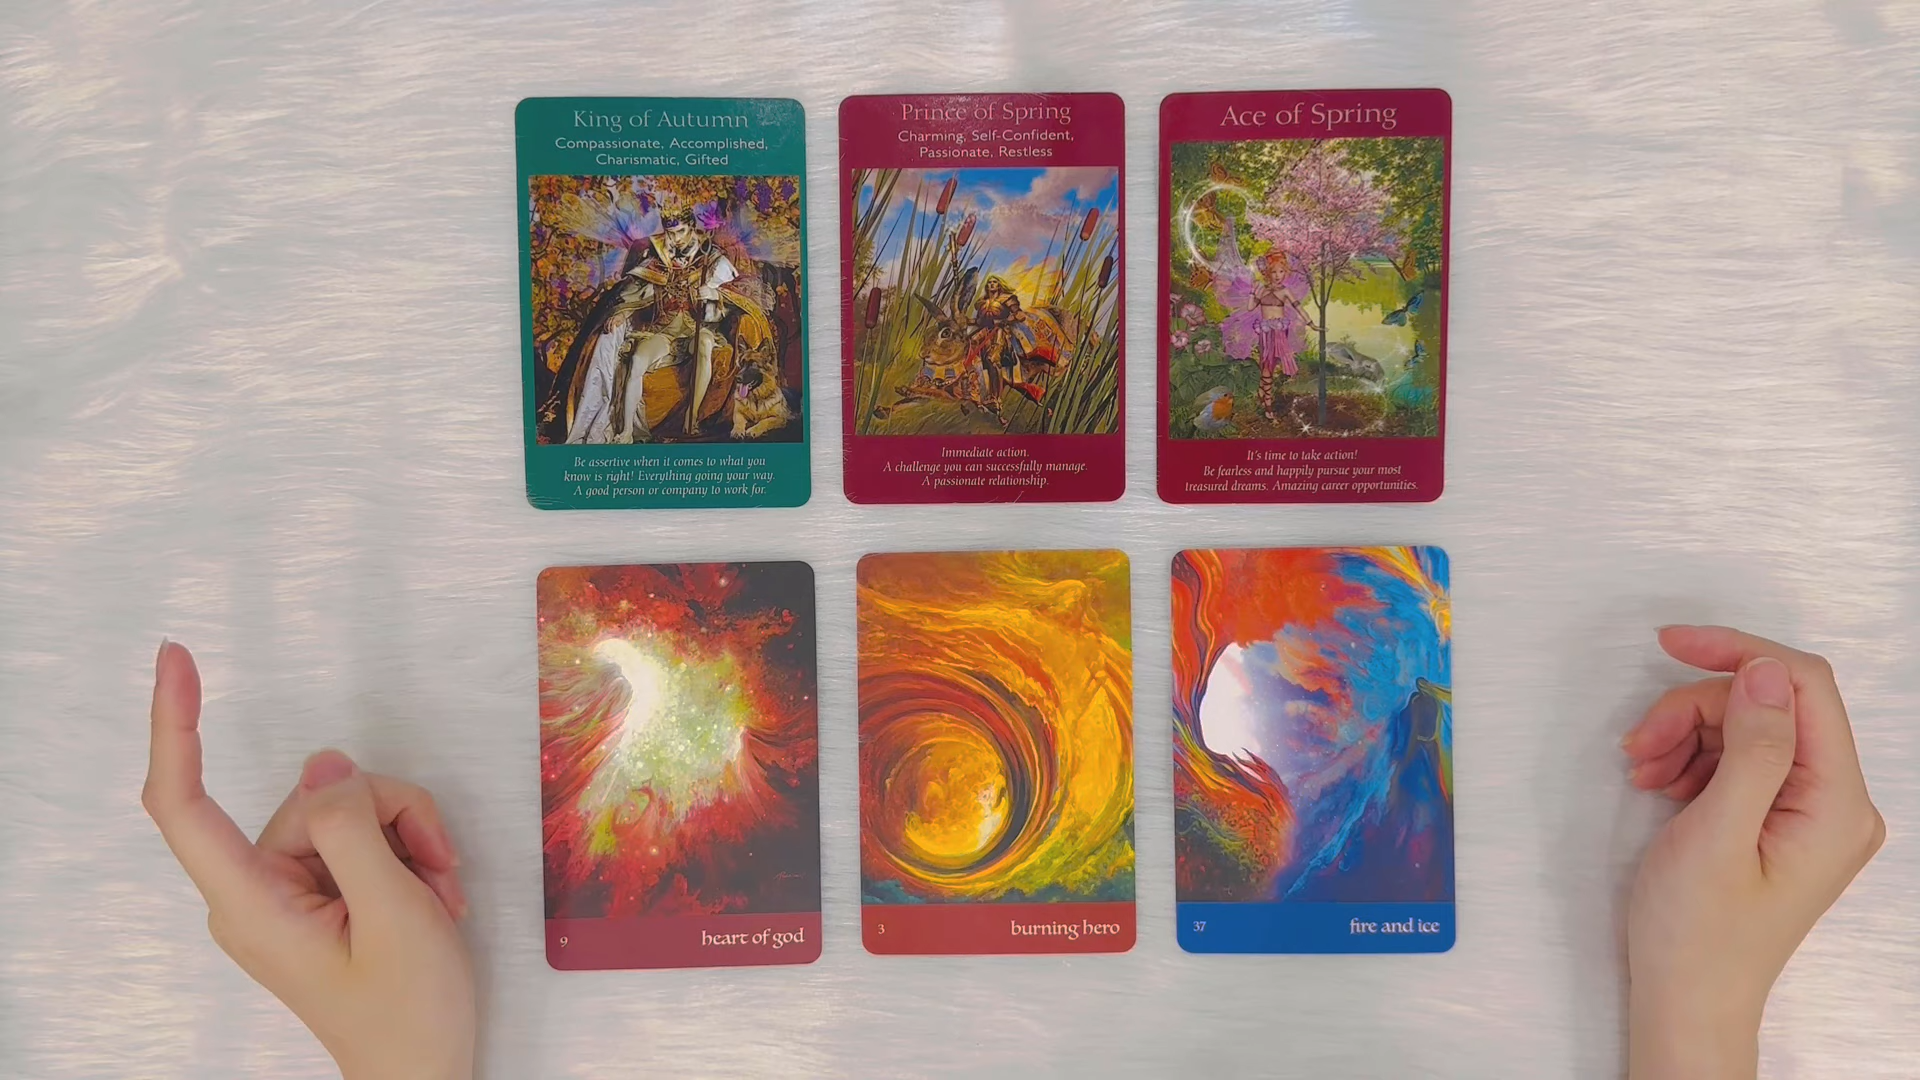 King of Autumn
Compassionate, Accomplished,
Charismatic, Gifted
Be assertive when it comes to what you
know is right! Everything going your way.
A good person or company to work for.
Prince of Spring
Charming, Self-Confident,
Passionate, Restless
Immediate action.
A challenge you can successfully manage.
A passionate relationship.
Ace of Spring
It's time to take action!
Be fearless and happily pursue your most
treasured dreams. Amazing career opportunities.
9
heart of god
3
burning hero
37
fire and ice